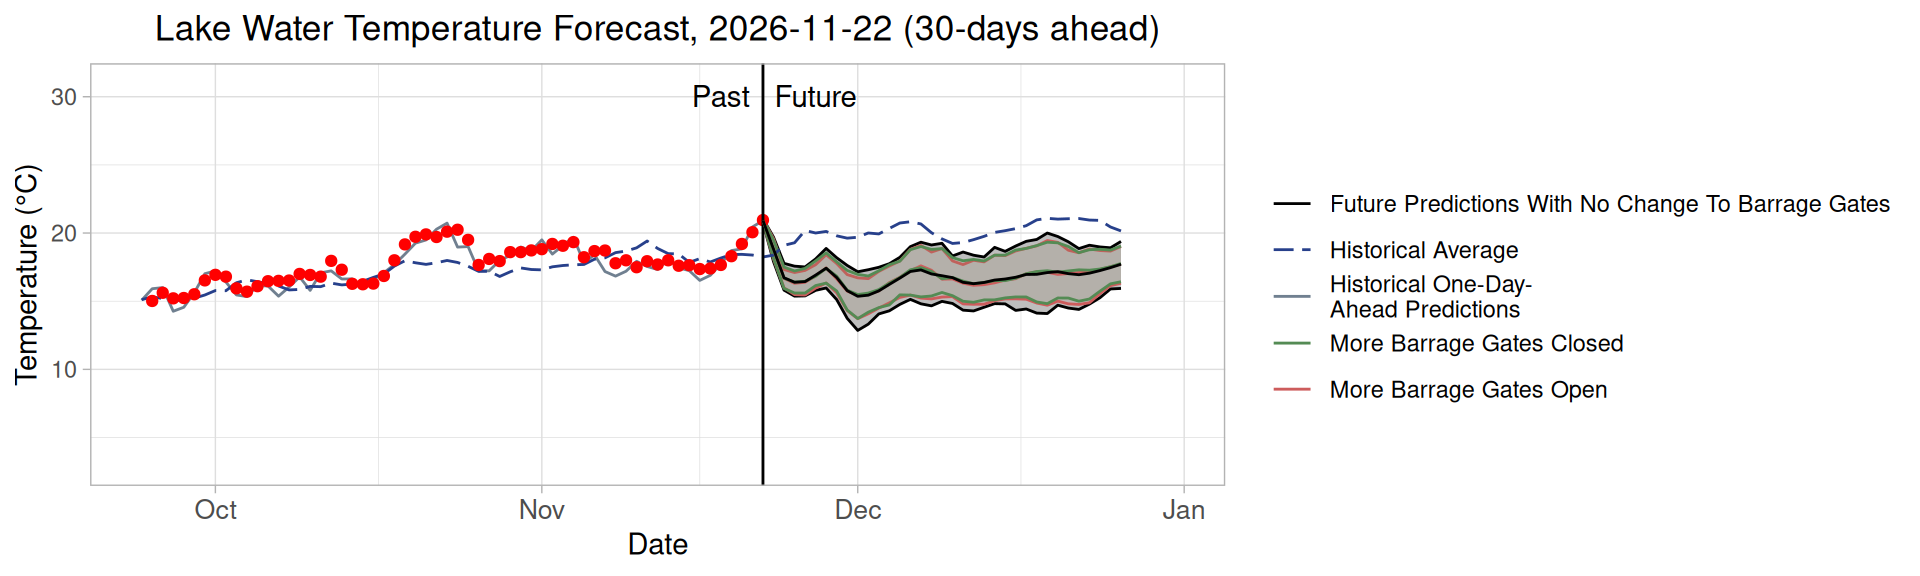 Lake Water Temperature Forecast, 2026-11-22 (30-days ahead)
Past
Future
30
20
10
Temperature (°C)
Oct
Nov
Dec
Jan
Date
Future Predictions With No Change To Barrage Gates
Historical Average
Historical One-Day-
Ahead Predictions
More Barrage Gates Closed
More Barrage Gates Open